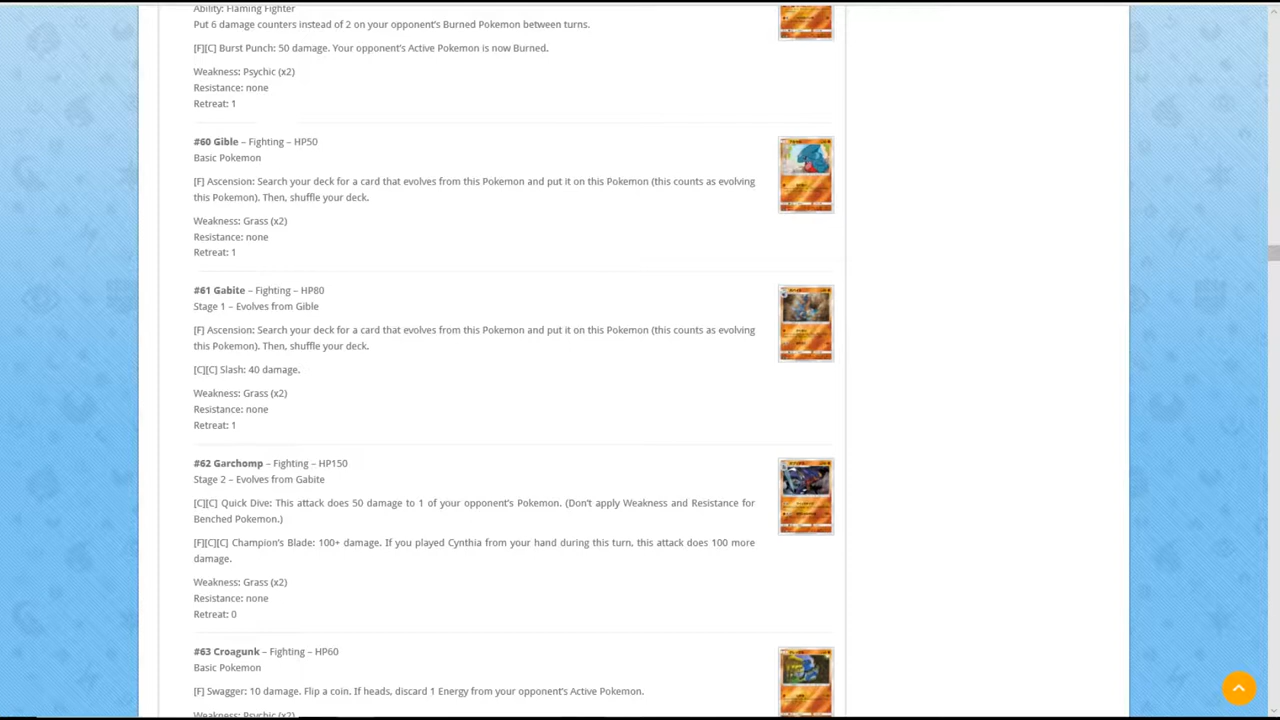 Ability: Flaming Fighter
Put 6 damage counters instead of 2 on your opponent's Burned Pokemon between turns.
[F][C] Burst Punch: 50 damage. Your opponent's Active Pokemon is now Burned.
Weakness: Psychic (x2)
Resistance: none
Retreat: 1
#60 Gible – Fighting – HP50
Basic Pokemon
[F] Ascension: Search your deck for a card that evolves from this Pokemon and put it on this Pokemon (this counts as evolving
this Pokemon). Then, shuffle your deck.
Weakness: Grass (x2)
Resistance: none
Retreat: 1
#61 Gabite – Fighting – HP80
Stage 1 – Evolves from Gible
[F] Ascension: Search your deck for a card that evolves from this Pokemon and put it on this Pokemon (this counts as evolving
this Pokemon). Then, shuffle your deck.
[C][C] Slash: 40 damage.
Weakness: Grass (x2)
Resistance: none
Retreat: 1
#62 Garchomp – Fighting – HP150
Stage 2 – Evolves from Gabite
[C][C] Quick Dive: This attack does 50 damage to 1 of your opponent's Pokemon. (Don't apply Weakness and Resistance for
Benched Pokemon.)
[F][C][C] Champion's Blade: 100+ damage. If you played Cynthia from your hand during this turn, this attack does 100 more
damage.
Weakness: Grass (x2)
Resistance: none
Retreat: 0
#63 Croagunk – Fighting – HP60
Basic Pokemon
[F] Swagger: 10 damage. Flip a coin. If heads, discard 1 Energy from your opponent's Active Pokemon.
Weakness: Psychic (x2)